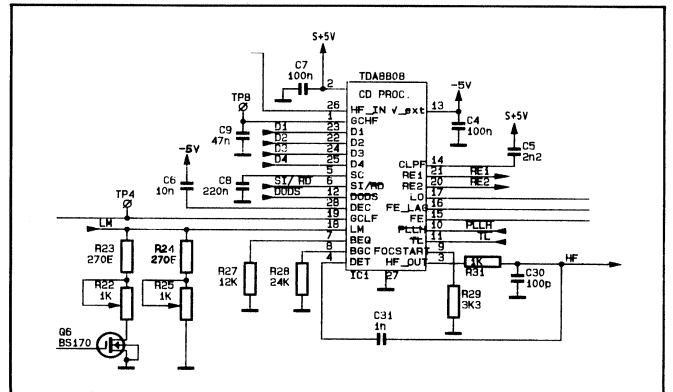 S+5V
C7
100n
2
TDA8808
CD PROC.
-5V
TP8
26 HF_IN V_ext 13
1 GCHF
C4
100n
S+5V
C9
47n
D1 23 D1
D2 22 D2
D3 24 D3
D4 25 D4
C5
2n2
-5V
CLPF 14
5 SC RE1 21 RE1
SI/RD 6 SI/RD RE2 20 RE2
C6
10n
C8
220n
DODS 12 DODS LO 17
28 DEC FE_LAG 16
TP4
19 GCLF FE 15
LM 18 LM PLLH 10 PLLH
7 BEQ TL 11 TL
8 BGC FOCSTART 9
4 DET HF_OUT 3
R23
270E
R24
270E
R27
12K
R28
24K
IC1 27
1K
R31
HF
C30
100p
R22
1K
R25
1K
R29
3K3
C31
1n
Q6
BS170